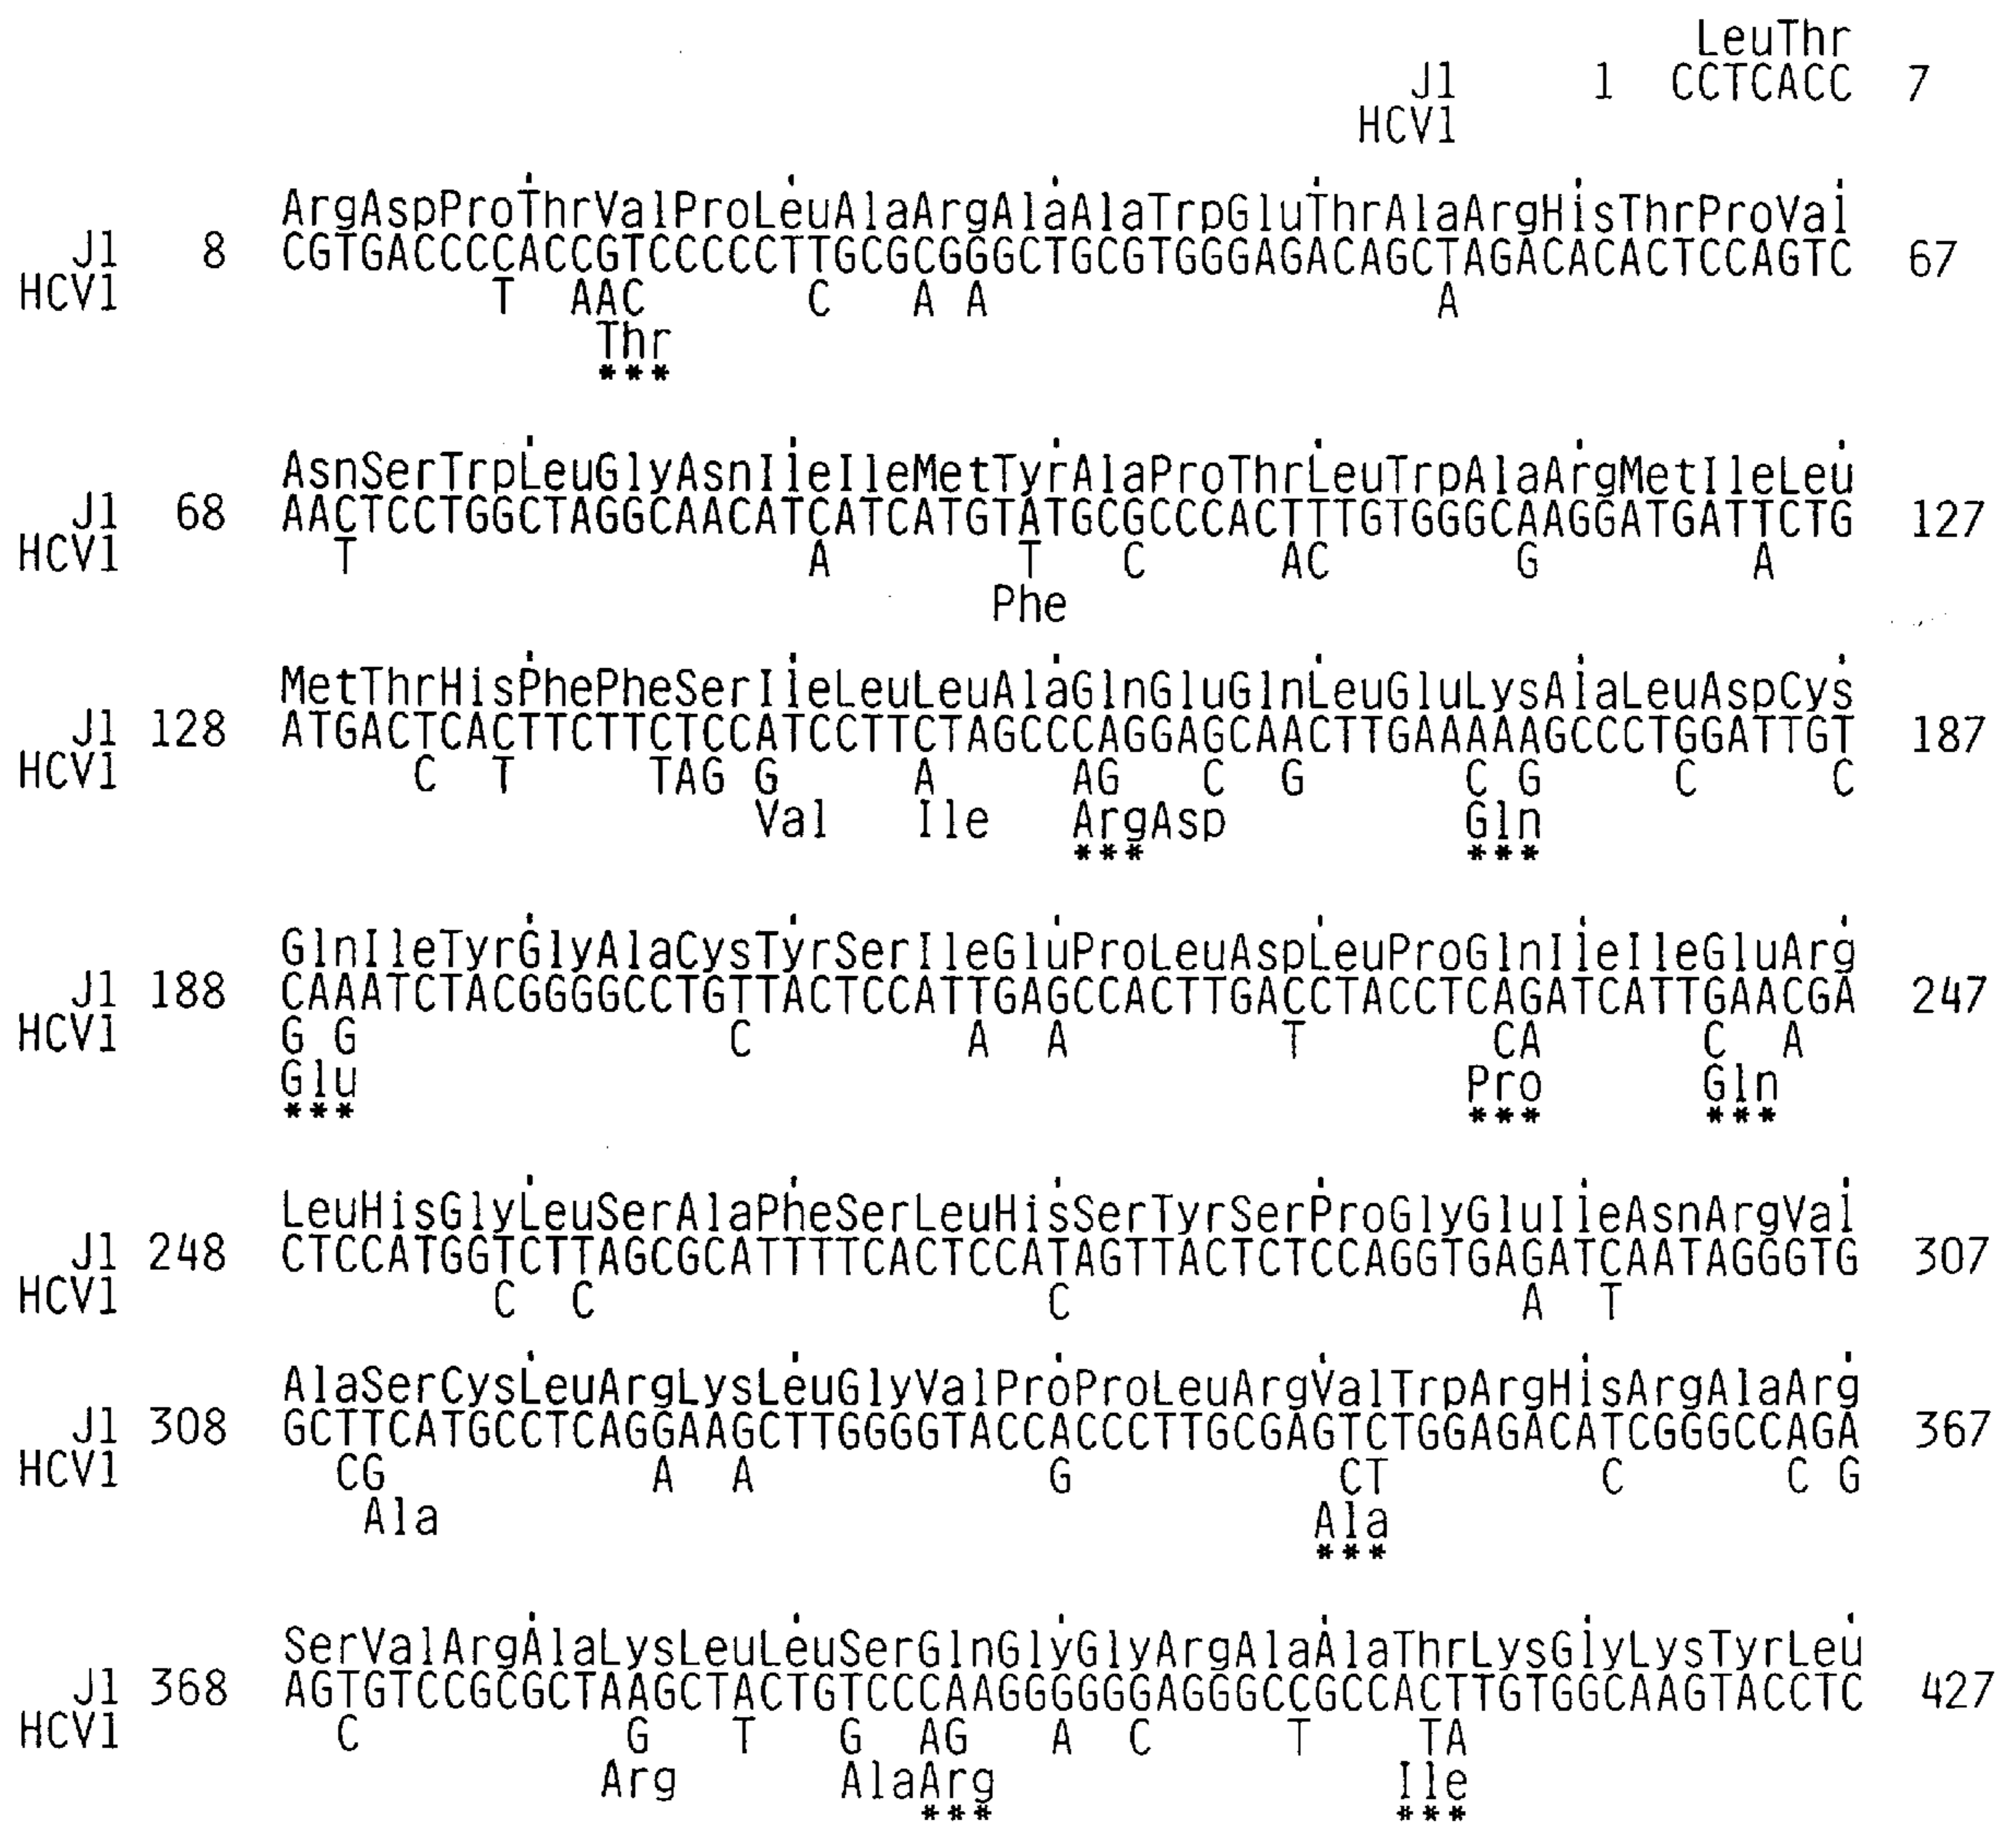 LeuThr
J1 1 CCTCACC 7
HCV1
ArgAspProThrValProLeuAlaArgAlaAlaTrpGluThrAlaArgHisThrProVal
J1 8 CGTGACCCCACCGTCCCCCTTGCGCGGGCTGCGTGGGAGACAGCTAGACACACTCCAGTC 67
HCV1 T AAC C A A A
Thr
***
AsnSerTrpLeuGlyAsnIleIleMetTyrAlaProThrLeuTrpAlaArgMetIleLeu
J1 68 AACTCCTGGCTAGGCAACATCATCATGTATGCGCCCACTTTGTGGGCAAGGATGATTCTG 127
HCV1 T A T C AC G A
Phe
MetThrHisPhePheSerIleLeuLeuAlaGlnGluGlnLeuGluLysAlaLeuAspCys
J1 128 ATGACTCACTTCTTCTCCATCCTTCTAGCCCAGGAGCAACTTGAAAAAGCCCTGGATTGT 187
HCV1 C T TAG G A AG C G C G C C
Val Ile ArgAsp Gln
*** ***
GlnIleTyrGlyAlaCysTyrSerIleGluProLeuAspLeuProGlnIleIleGluArg
J1 188 CAAATCTACGGGGCCTGTTACTCCATTGAGCCACTTGACCTACCTCAGATCATTGAACGA 247
HCV1 G G C A A T CA C A
Glu Pro Gln
*** *** ***
LeuHisGlyLeuSerAlaPheSerLeuHisSerTyrSerProGlyGluIleAsnArgVal
J1 248 CTCCATGGTCTTAGCGCATTTTCACTCCATAGTTACTCTCCAGGTGAGATCAATAGGGTG 307
HCV1 C C C A T
AlaSerCysLeuArgLysLeuGlyValProProLeuArgValTrpArgHisArgAlaArg
J1 308 GCTTCATGCCTCAGGAAGCTTGGGGTACCACCCTTGCGAGTCTGGAGACATCGGGCCAGA 367
HCV1 CG A A G CT C C G
Ala Ala
***
SerValArgAlaLysLeuLeuSerGlnGlyGlyArgAlaAlaThrLysGlyLysTyrLeu
J1 368 AGTGTCCGCGCTAAGCTACTGTCCCAAGGGGGGAGGGCCGCCACTTGTGGCAAGTACCTC 427
HCV1 C G T G AG A C T TA
Arg AlaArg Ile
*** ***